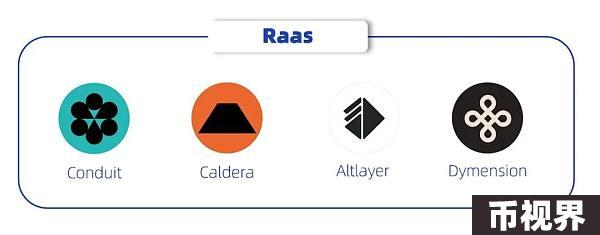 Raas
Conduit
Caldera
Altlayer
Dymension
币视界